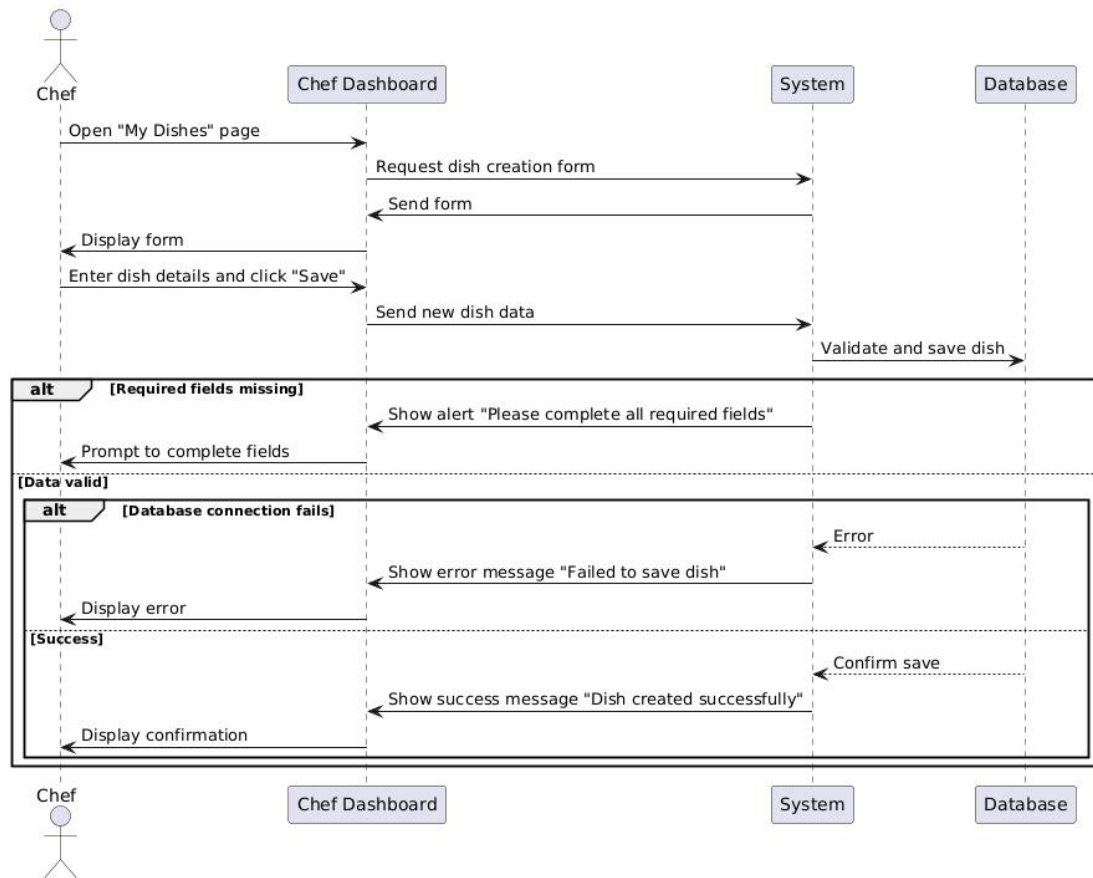 Chef
Chef Dashboard
System
Database
Open "My Dishes" page
Request dish creation form
Send form
Display form
Enter dish details and click "Save"
Send new dish data
Validate and save dish
alt [Required fields missing]
Show alert "Please complete all required fields"
Prompt to complete fields
[Data valid]
alt [Database connection fails]
Error
Show error message "Failed to save dish"
Display error
[Success]
Confirm save
Show success message "Dish created successfully"
Display confirmation
Chef
Chef Dashboard
System
Database